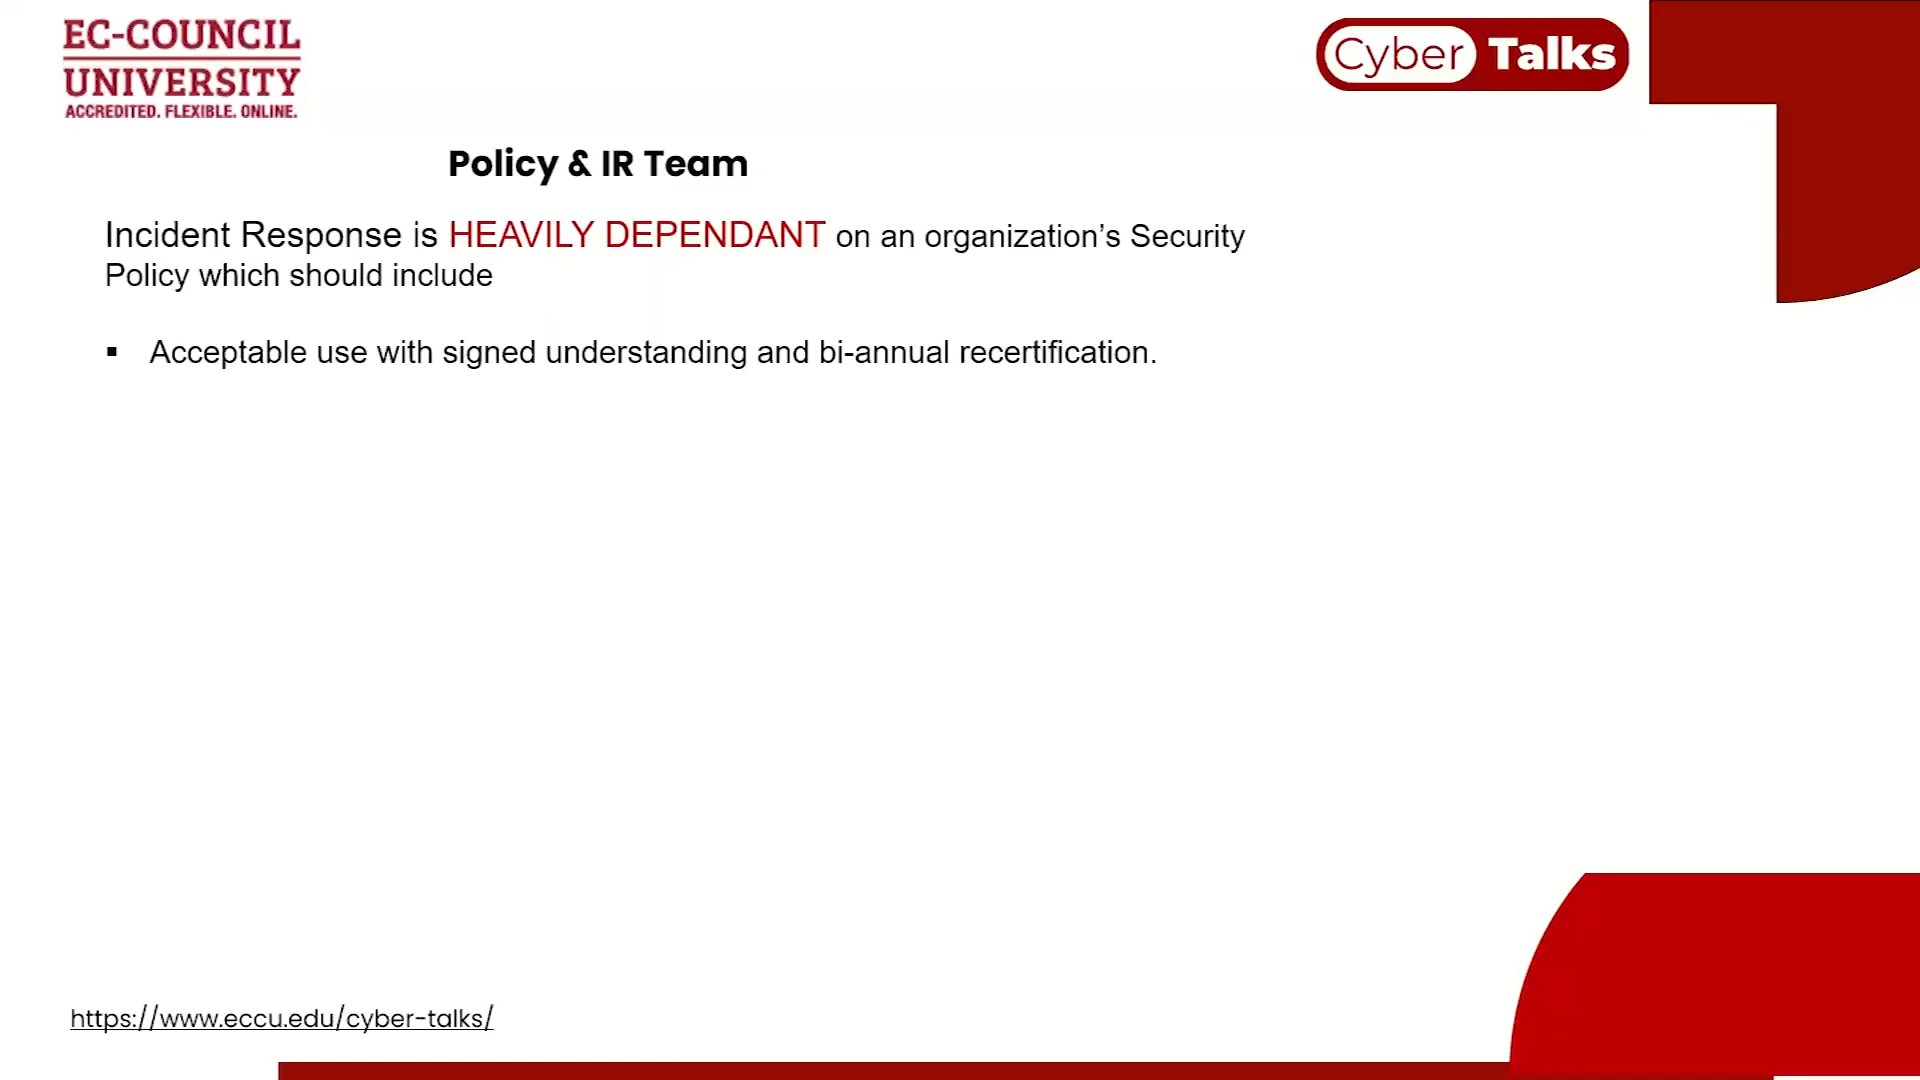 EC-COUNCIL
UNIVERSITY
ACCREDITED. FLEXIBLE. ONLINE.
Cyber Talks
Policy & IR Team
Incident Response is HEAVILY DEPENDANT on an organization’s Security
Policy which should include
▪ Acceptable use with signed understanding and bi-annual recertification.
https://www.eccu.edu/cyber-talks/